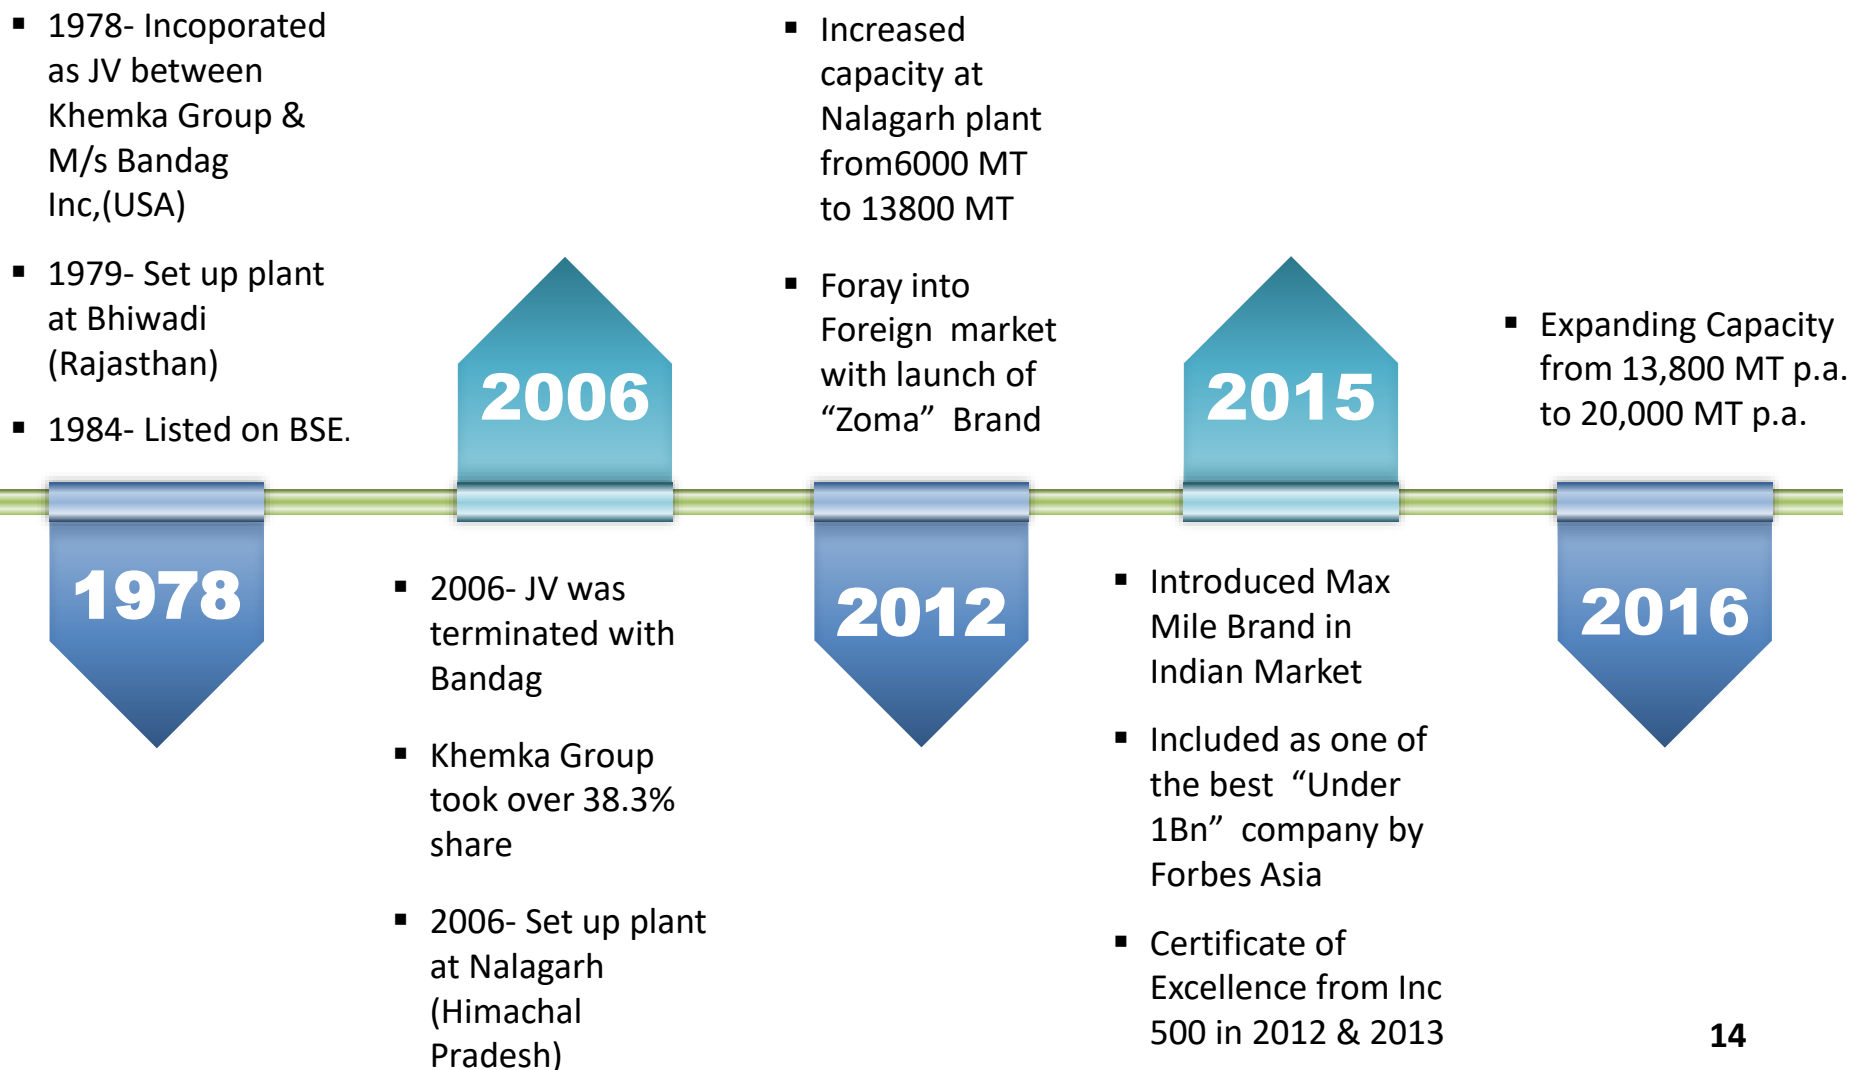 ▪ 1978- Incoporated
as JV between
Khemka Group &
M/s Bandag
Inc,(USA)
▪ 1979- Set up plant
at Bhiwadi
(Rajasthan)
▪ 1984- Listed on BSE.
1978
2006
▪ 2006- JV was
terminated with
Bandag
▪ Khemka Group
took over 38.3%
share
▪ 2006- Set up plant
at Nalagarh
(Himachal
Pradesh)
▪ Increased
capacity at
Nalagarh plant
from6000 MT
to 13800 MT
▪ Foray into
Foreign  market
with launch of
“Zoma”  Brand
2012
2015
▪ Introduced Max
Mile Brand in
Indian Market
▪ Included as one of
the best  “Under
1Bn”  company by
Forbes Asia
▪ Certificate of
Excellence from Inc
500 in 2012 & 2013
▪ Expanding Capacity
from 13,800 MT p.a.
to 20,000 MT p.a.
2016
14